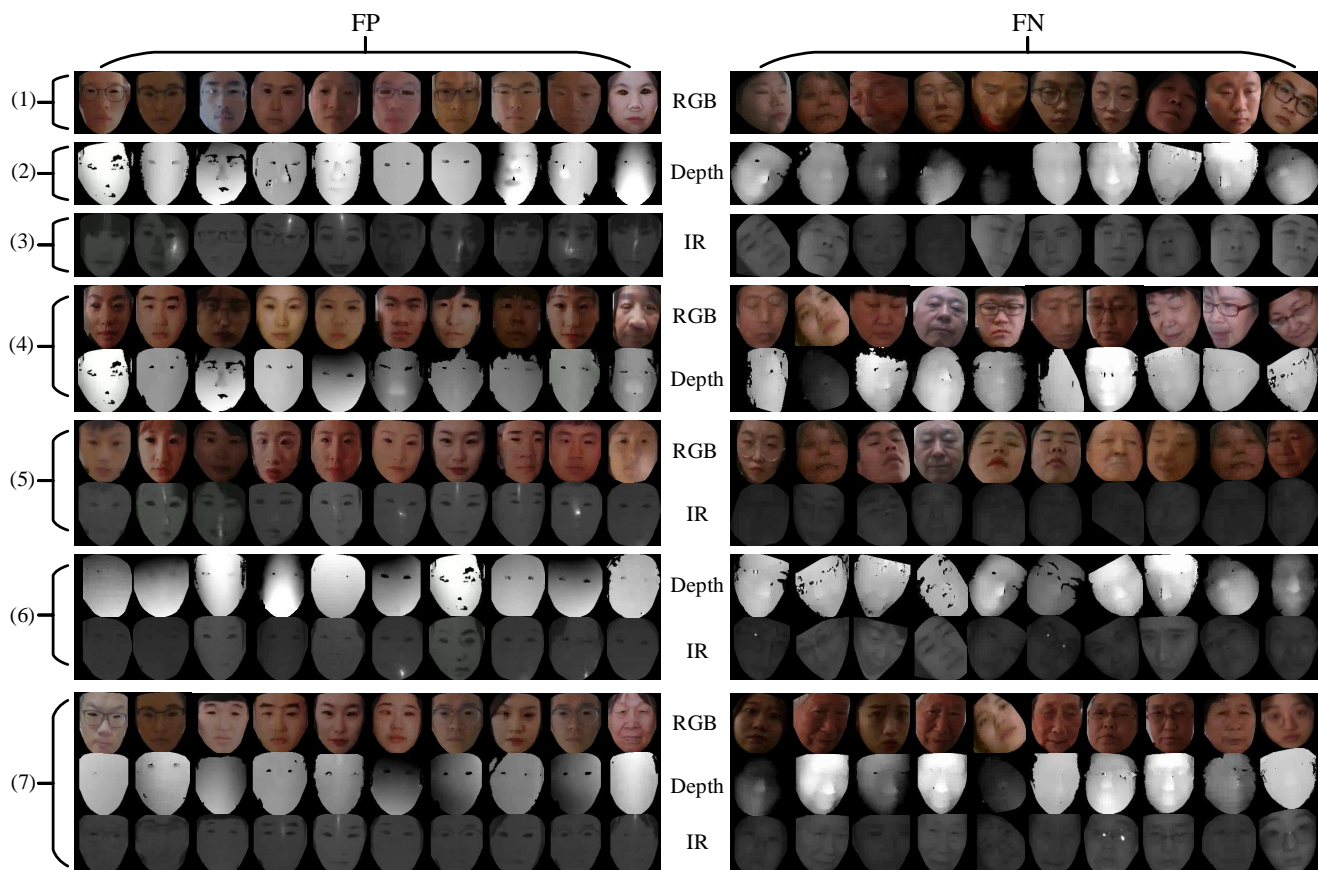 FP FN
(1) RGB
(2) Depth
(3) IR
(4) RGB
Depth
(5) RGB
IR
(6) Depth
IR
(7) RGB
Depth
IR